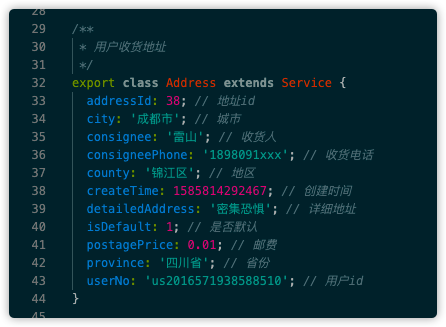 28
29 /**
30 * 用户收货地址
31 */
32 export class Address extends Service {
33 addressId: 38; // 地址id
34 city: '成都市'; // 城市
35 consignee: '雷山'; // 收货人
36 consigneePhone: '1898091xxx'; // 收货电话
37 county: '锦江区'; // 地区
38 createTime: 1585814292467; // 创建时间
39 detailedAddress: '密集恐惧'; // 详细地址
40 isDefault: 1; // 是否默认
41 postagePrice: 0.01; // 邮费
42 province: '四川省'; // 省份
43 userNo: 'us2016571938588510'; // 用户id
44 }
45